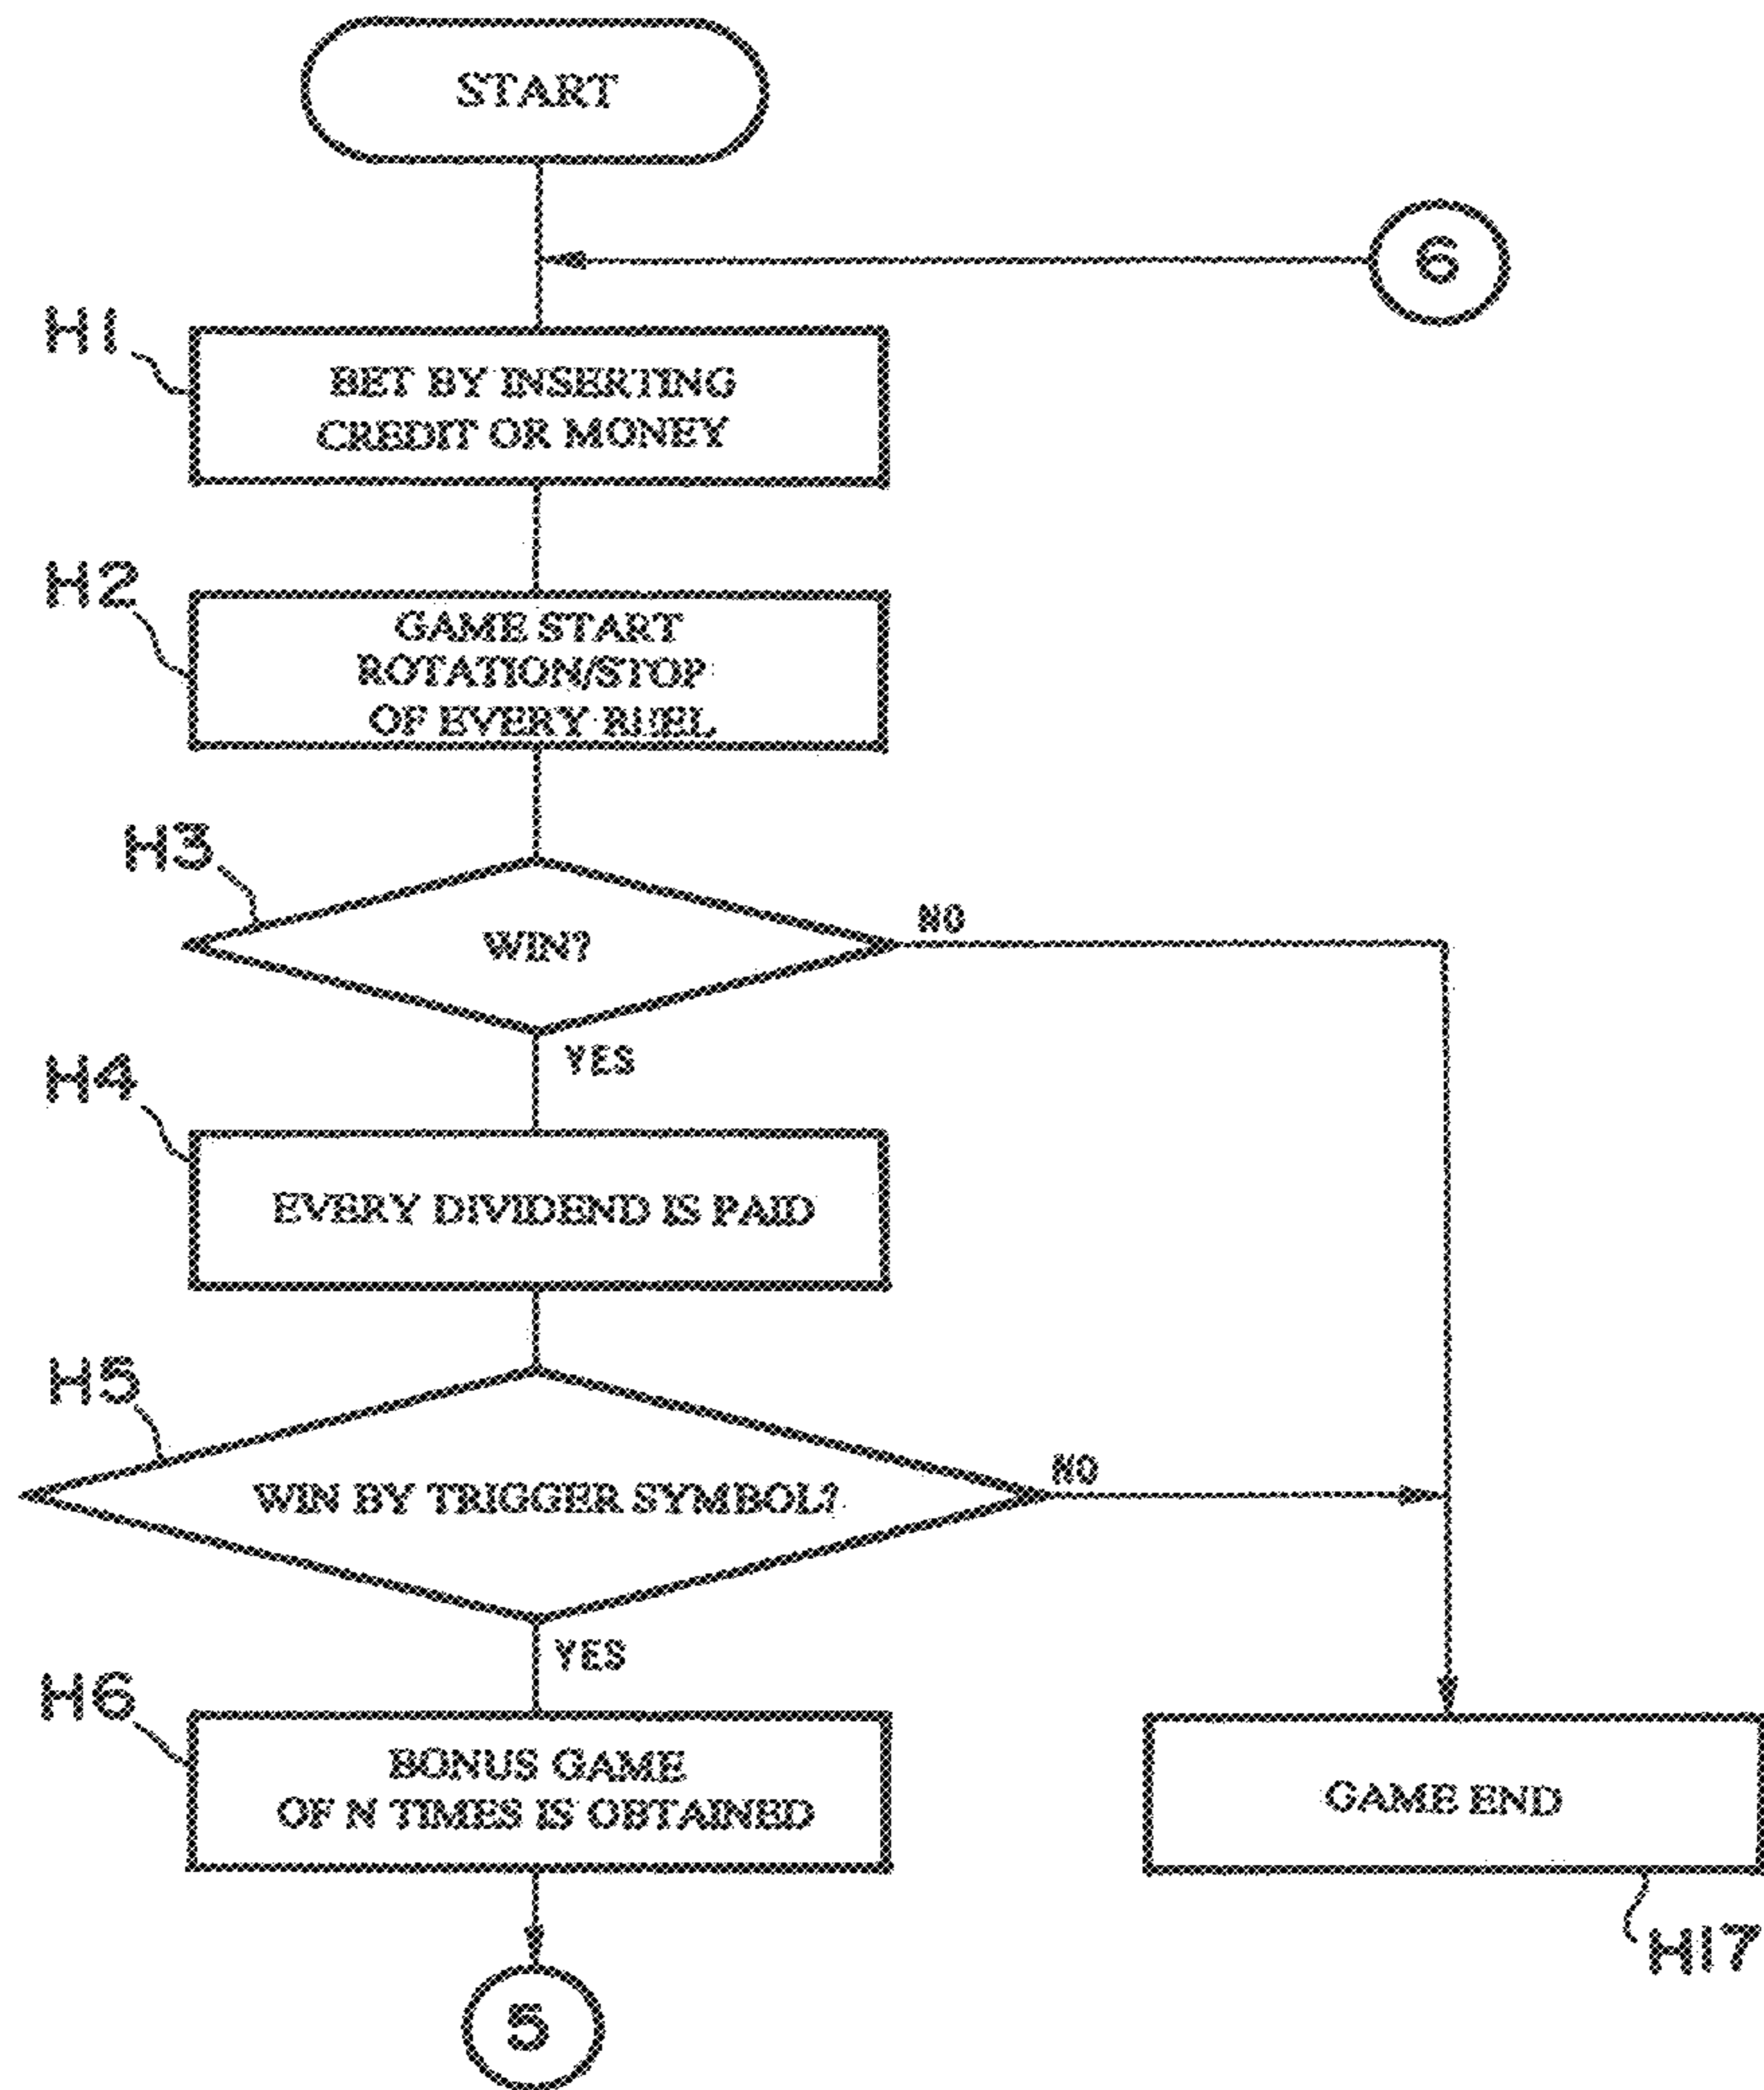 START
6
H1
BET BY INSERTING
CREDIT OR MONEY
H2
GAME START
ROTATION/STOP
OF EVERY REEL
H3
WIN?
NO
YES
H4
EVERY DIVIDEND IS PAID
H5
WIN BY TRIGGER SYMBOL?
NO
YES
H6
BONUS GAME
OF N TIMES IS OBTAINED
GAME END
H17
5